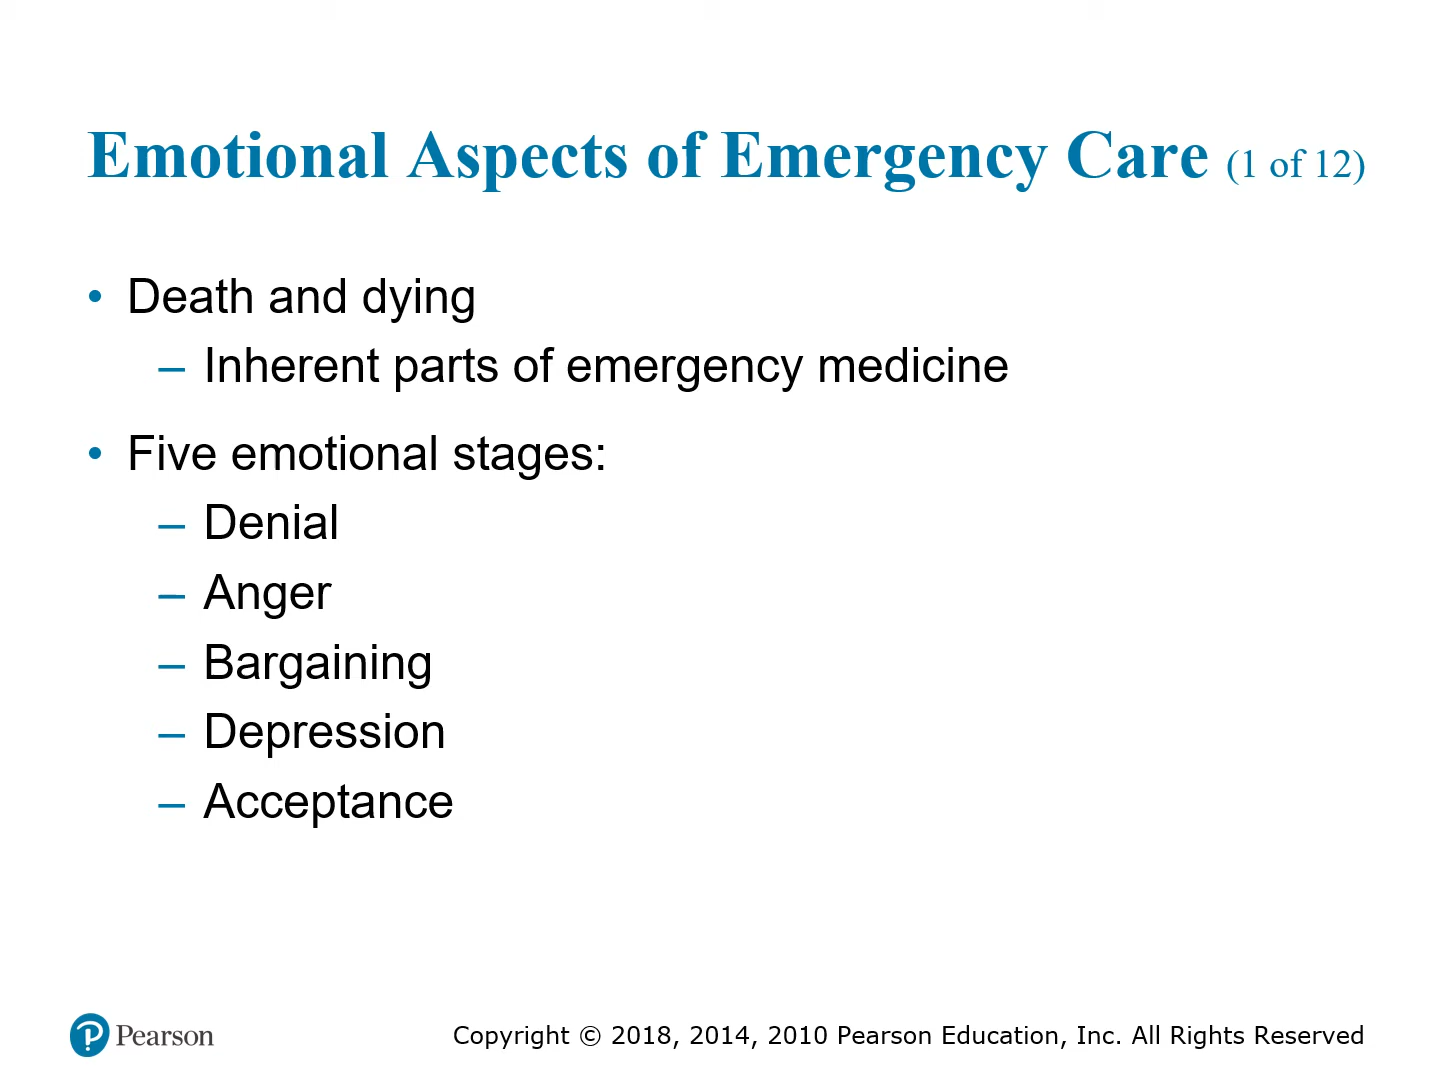 Emotional Aspects of Emergency Care (1 of 12)
• Death and dying
– Inherent parts of emergency medicine
• Five emotional stages:
– Denial
– Anger
– Bargaining
– Depression
– Acceptance
Pearson
Copyright © 2018, 2014, 2010 Pearson Education, Inc. All Rights Reserved